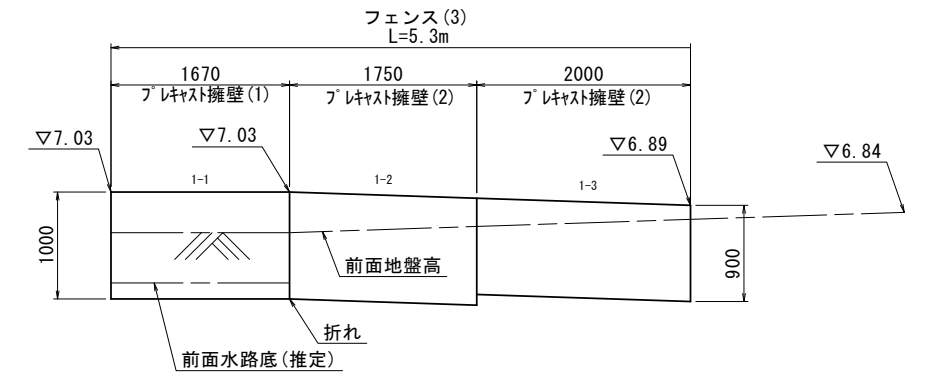 フェンス(3)
L=5.3m
1670
1750
2000
ﾌﾟﾚｷｬｽﾄ擁壁(1)
ﾌﾟﾚｷｬｽﾄ擁壁(2)
ﾌﾟﾚｷｬｽﾄ擁壁(2)
▽7.03
▽7.03
▽6.89
▽6.84
1-1
1-2
1-3
1000
900
前面地盤高
折れ
前面水路底(推定)